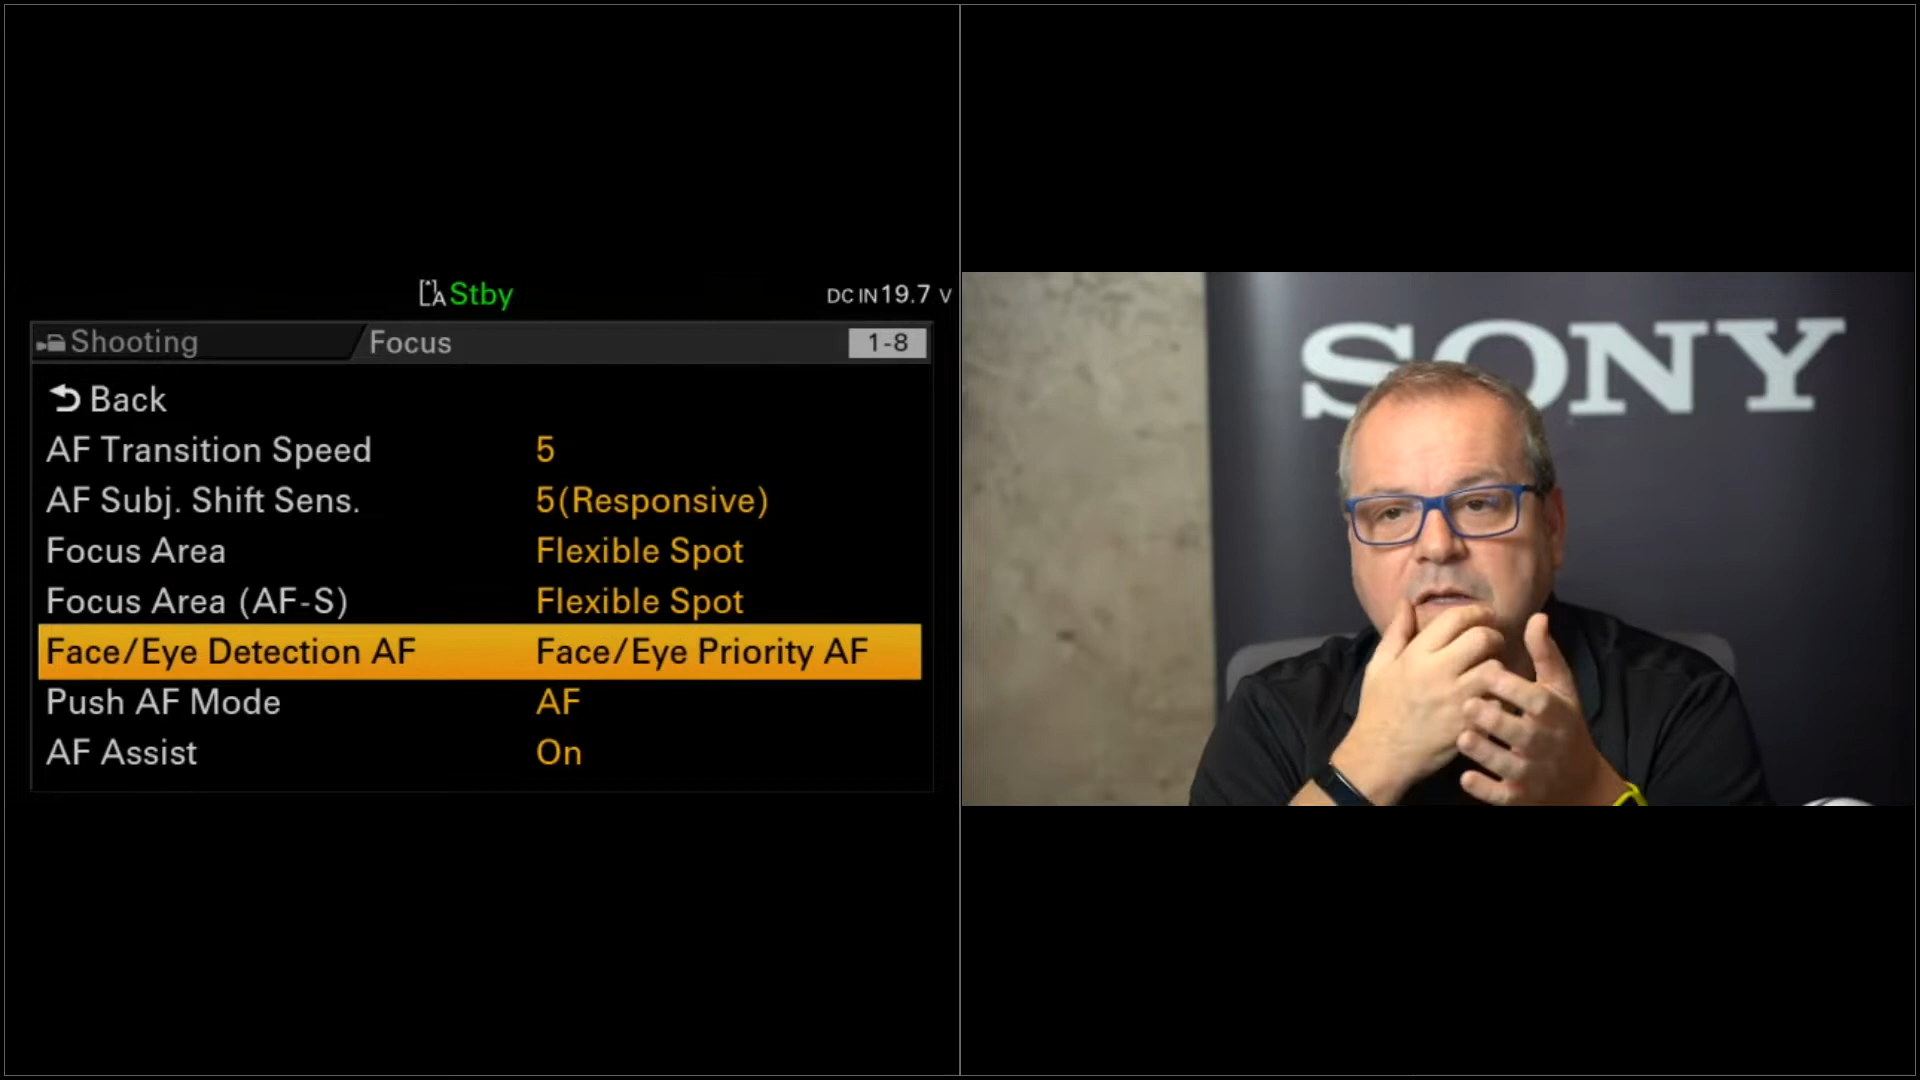 Stby
DC IN 19.7 V
Shooting
Focus
1-8
Back
AF Transition Speed 5
AF Subj. Shift Sens. 5(Responsive)
Focus Area Flexible Spot
Focus Area (AF-S) Flexible Spot
Face/Eye Detection AF Face/Eye Priority AF
Push AF Mode AF
AF Assist On
SONY